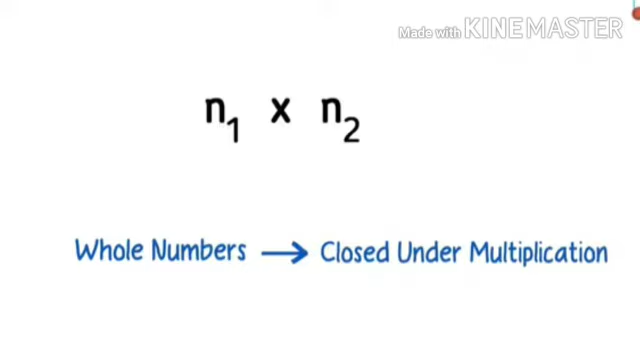 Made with KINEMASTER
n₁ x n₂
Whole Numbers → Closed Under Multiplication